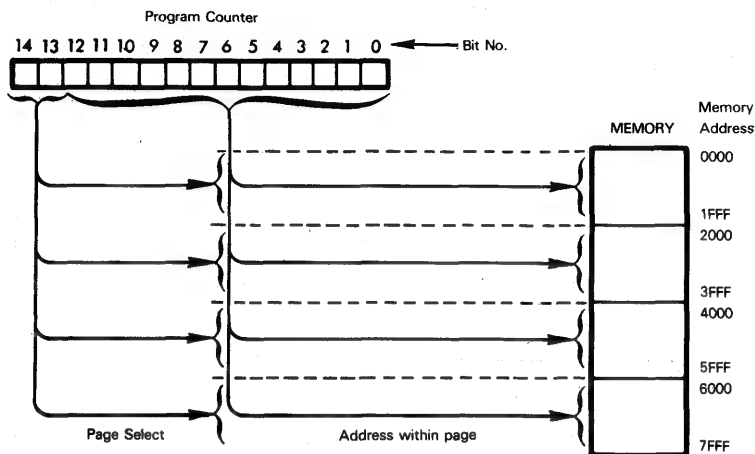 Program Counter
14 13 12 11 10 9 8 7 6 5 4 3 2 1 0 Bit No.
Memory
MEMORY Address
0000
1FFF
2000
3FFF
4000
5FFF
6000
Page Select Address within page
7FFF